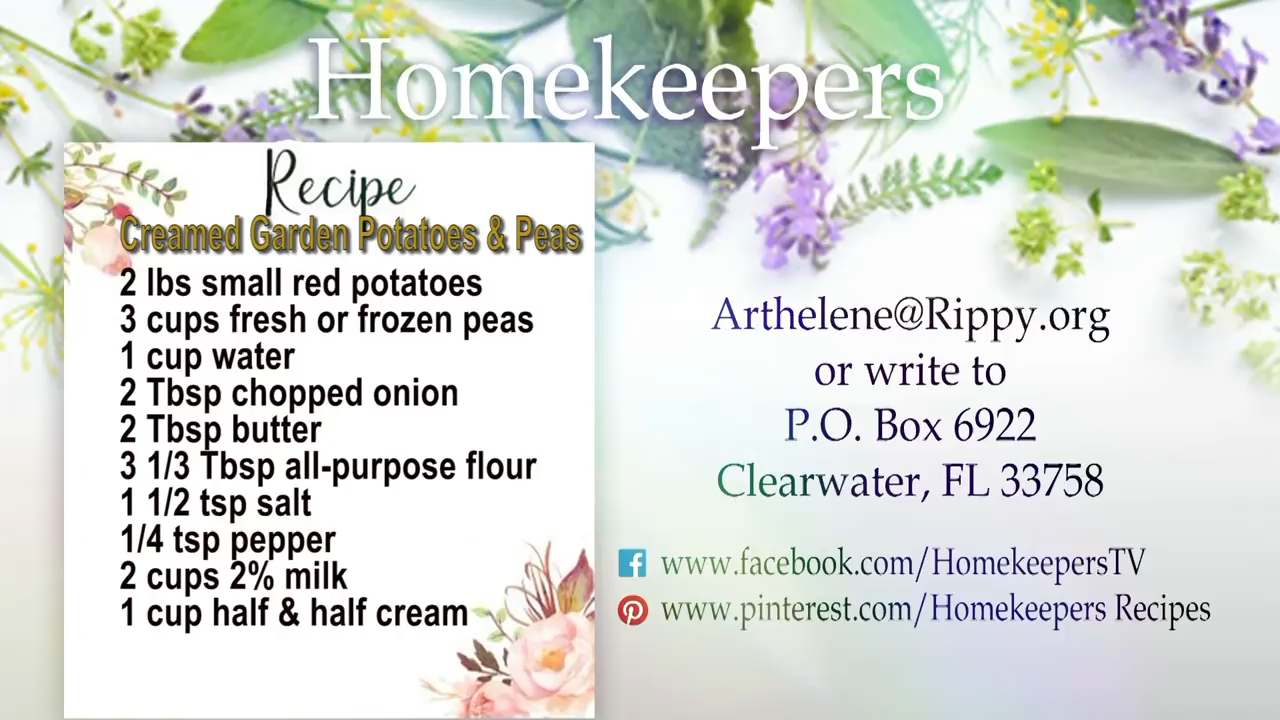 Homekeepers
Recipe
Creamed Garden Potatoes & Peas
2 lbs small red potatoes
3 cups fresh or frozen peas
1 cup water
2 Tbsp chopped onion
2 Tbsp butter
3 1/3 Tbsp all-purpose flour
1 1/2 tsp salt
1/4 tsp pepper
2 cups 2% milk
1 cup half & half cream
Arthelene@Rippy.org
or write to
P.O. Box 6922
Clearwater, FL 33758
www.facebook.com/HomekeepersTV
www.pinterest.com/Homekeepers Recipes